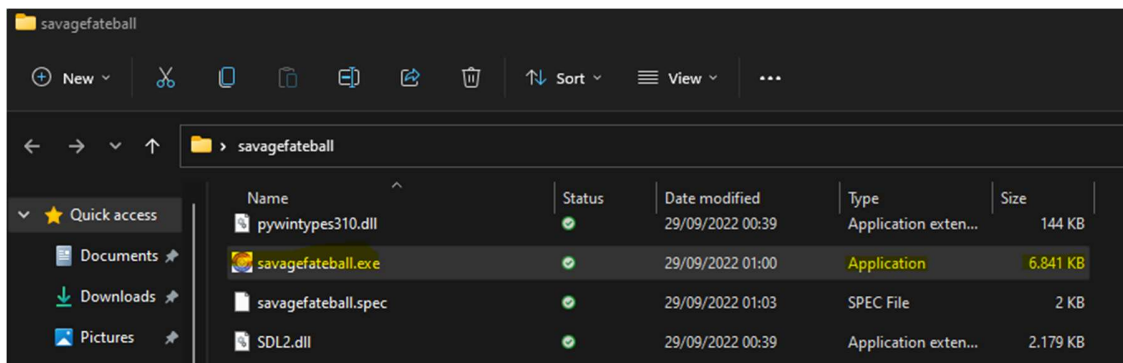 savagefateball
New Sort View ...
savagefateball
Name Status Date modified Type Size
Quick access
pywintypes310.dll 29/09/2022 00:39 Application exten... 144 KB
Documents
savagefateball.exe 29/09/2022 01:00 Application 6.841 KB
Downloads
savagefateball.spec 29/09/2022 01:03 SPEC File 2 KB
Pictures
SDL2.dll 29/09/2022 00:39 Application exten... 2.179 KB